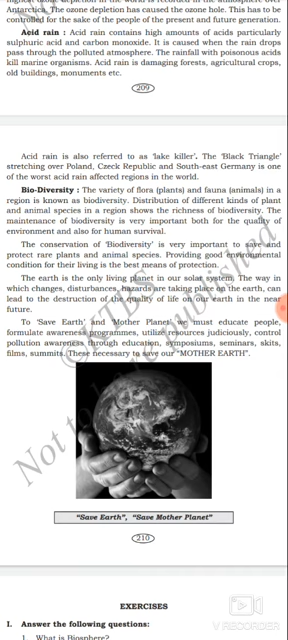 Antarctica. The ozone depletion has caused the ozone hole. This has to be
controlled for the sake of the people of the present and future generation.
Acid rain : Acid rain contains high amounts of acids particularly
sulphuric acid and carbon monoxide. It is caused when the rain drops
pass through the polluted atmosphere. The rainfall with poisonous acids
kill marine organisms. Acid rain is damaging forests, agricultural crops,
old buildings, monuments etc.
209
Acid rain is also referred to as 'lake killer'. The 'Black Triangle'
stretching over Poland, Czeck Republic and South-east Germany is one
of the worst acid rain affected regions in the world.
Bio-Diversity : The variety of flora (plants) and fauna (animals) in a
region is known as biodiversity. Distribution of different kinds of plant
and animal species in a region shows the richness of biodiversity. The
maintenance of biodiversity is very important both for the quality of
environment and also for human survival.
The conservation of 'Biodiversity' is very important to save and
protect rare plants and animal species. Providing good environmental
condition for their living is the best means of protection.
The earth is the only living planet in our solar system. The way in
which changes, disturbances, hazards are taking place on the earth, can
lead to the destruction of the quality of life on our earth in the near
future.
To 'Save Earth' and 'Mother Planet' we must educate people,
formulate awareness programmes, utilize resources judiciously, control
pollution awareness through education, symposiums, seminars, skits,
films, summits. These necessary to save our "MOTHER EARTH".
©KTBS
Not to be republished
"Save Earth", "Save Mother Planet"
210
EXERCISES
I. Answer the following questions:
1. What is Biosphere?
V RECORDER